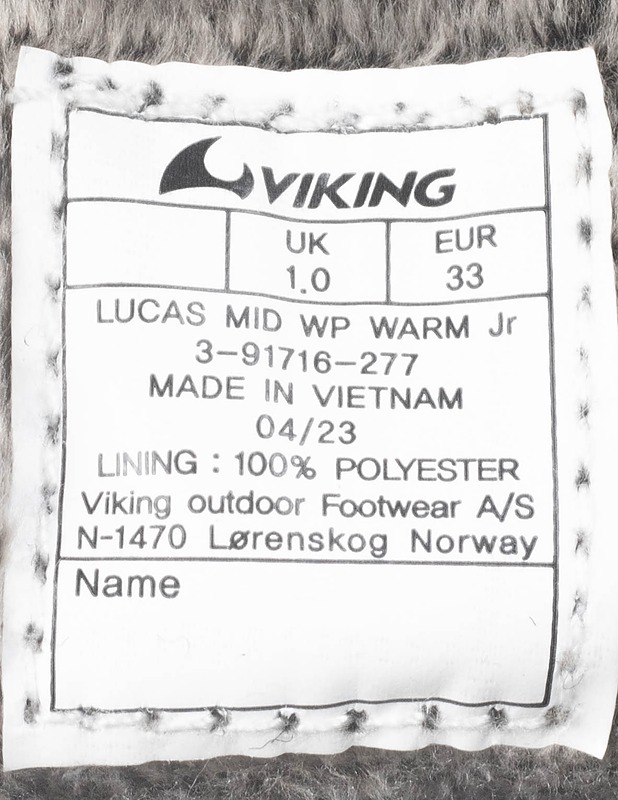 VIKING
UK EUR
1.0 33
LUCAS MID WP WARM Jr
3-91716-277
MADE IN VIETNAM
04/23
LINING : 100% POLYESTER
Viking outdoor Footwear A/S
N-1470 Lørenskog Norway
Name